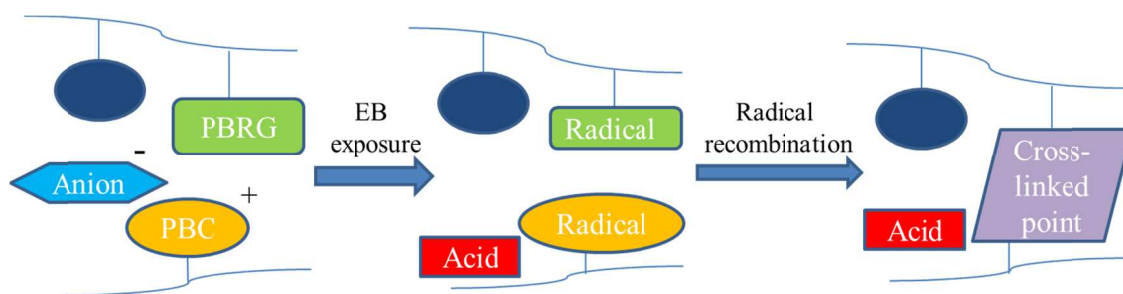 PBRG
-
Anion
+
PBC
EB
exposure
Radical
Radical
Acid
Radical
recombination
Cross-
linked
point
Acid